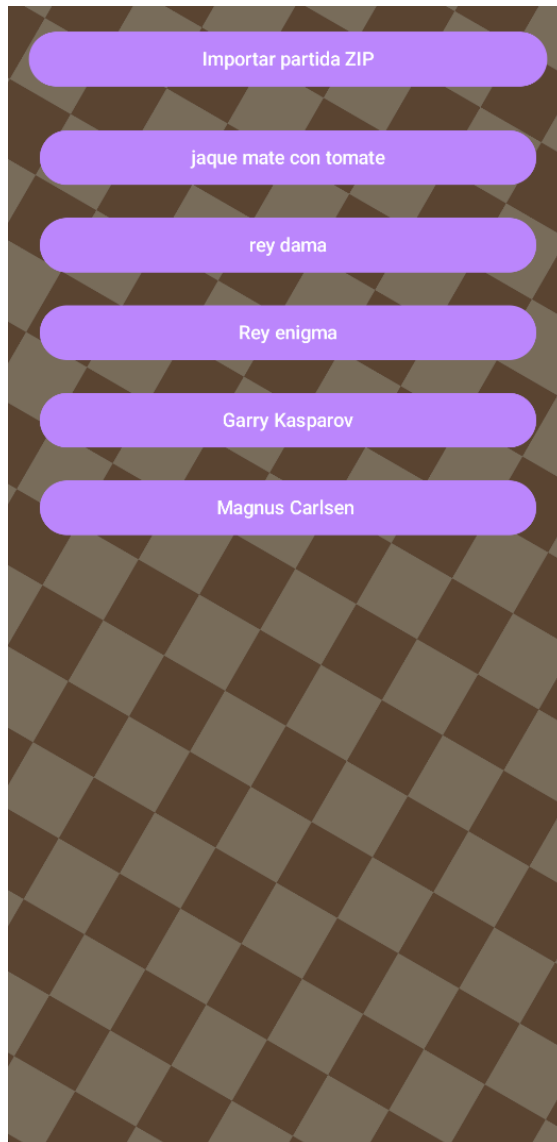 Importar partida ZIP
jaque mate con tomate
rey dama
Rey enigma
Garry Kasparov
Magnus Carlsen